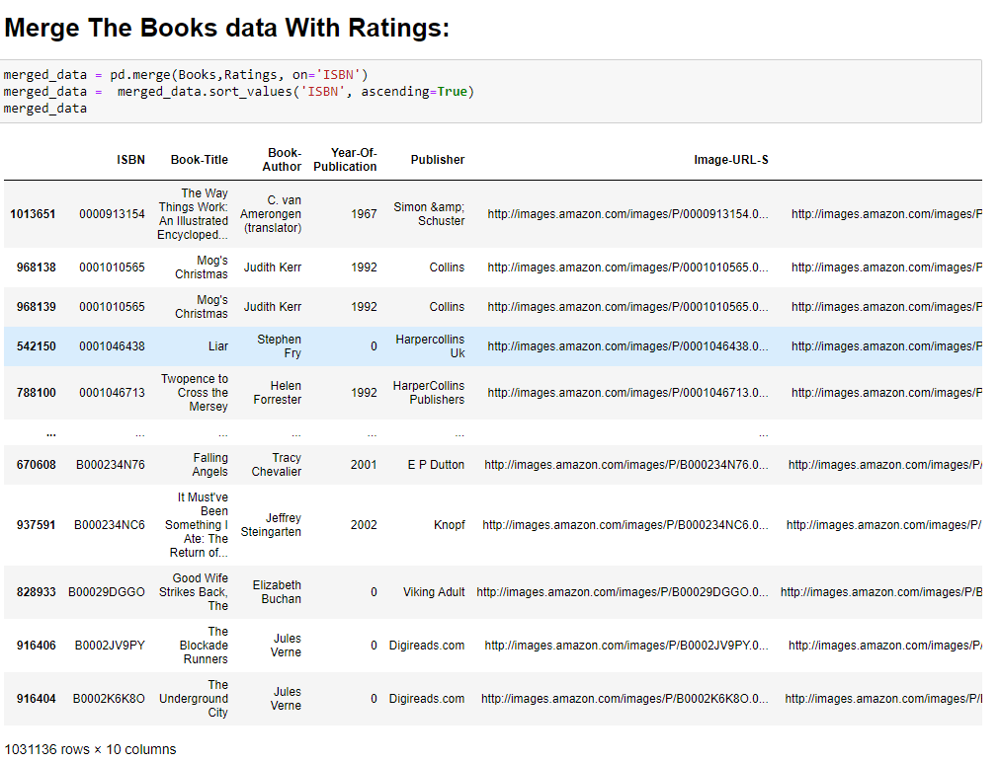 Merge The Books data With Ratings:
merged_data = pd.merge(Books,Ratings, on='ISBN')
merged_data =  merged_data.sort_values('ISBN', ascending=True)
merged_data
ISBN Book-Title Book-Author Year-Of-Publication Publisher Image-URL-S
1013651 0000913154 The Way Things Work: An Illustrated Encycloped... C. van Amerongen (translator) 1967 Simon &amp; Schuster http://images.amazon.com/images/P/0000913154.0... http://images.amazon.com/images/P
968138 0001010565 Mog's Christmas Judith Kerr 1992 Collins http://images.amazon.com/images/P/0001010565.0... http://images.amazon.com/images/P
968139 0001010565 Mog's Christmas Judith Kerr 1992 Collins http://images.amazon.com/images/P/0001010565.0... http://images.amazon.com/images/P
542150 0001046438 Liar Stephen Fry 0 Harpercollins Uk http://images.amazon.com/images/P/0001046438.0... http://images.amazon.com/images/P
788100 0001046713 Twopence to Cross the Mersey Helen Forrester 1992 HarperCollins Publishers http://images.amazon.com/images/P/0001046713.0... http://images.amazon.com/images/P
... ... ... ... ... ... ...
670608 B000234N76 Falling Angels Tracy Chevalier 2001 E P Dutton http://images.amazon.com/images/P/B000234N76.0... http://images.amazon.com/images/P/
937591 B000234NC6 It Must've Been Something I Ate: The Return of... Jeffrey Steingarten 2002 Knopf http://images.amazon.com/images/P/B000234NC6.0... http://images.amazon.com/images/P/
828933 B00029DGGO Good Wife Strikes Back, The Elizabeth Buchan 0 Viking Adult http://images.amazon.com/images/P/B00029DGGO.0... http://images.amazon.com/images/P/B
916406 B0002JV9PY The Blockade Runners Jules Verne 0 Digireads.com http://images.amazon.com/images/P/B0002JV9PY.0... http://images.amazon.com/images/P/
916404 B0002K6K8O The Underground City Jules Verne 0 Digireads.com http://images.amazon.com/images/P/B0002K6K8O.0... http://images.amazon.com/images/P/
1031136 rows × 10 columns